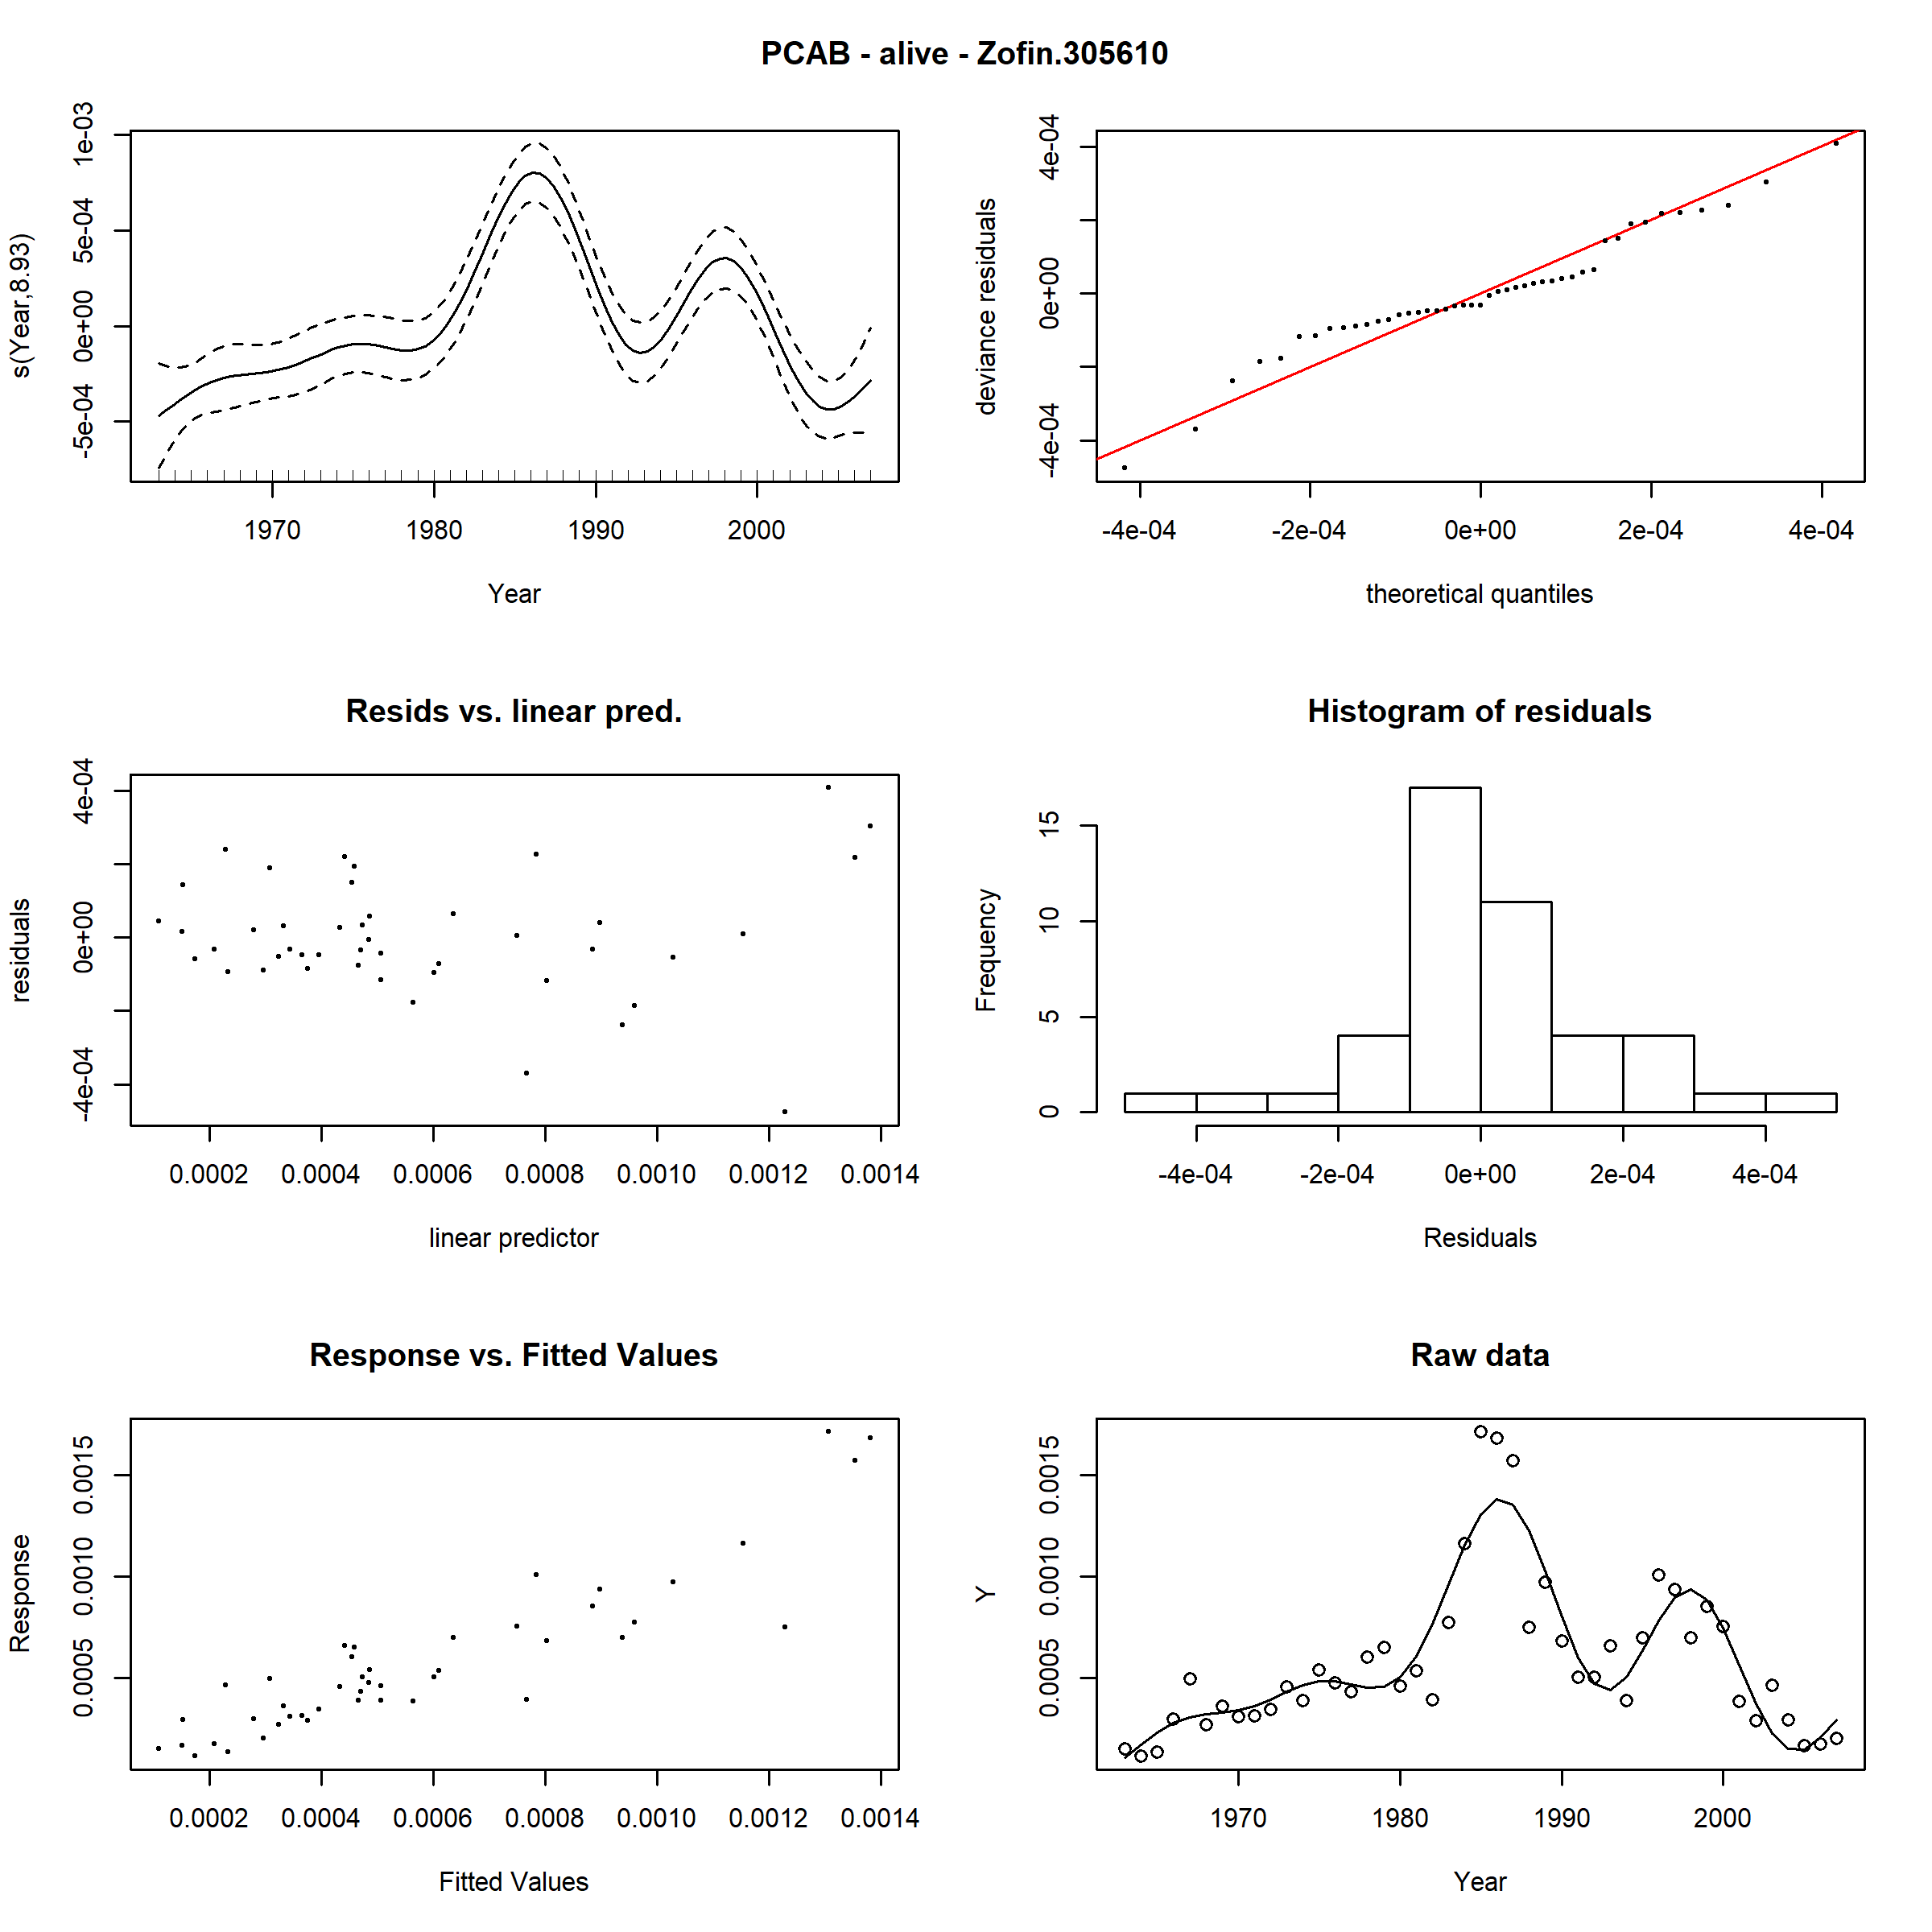 PCAB - alive - Zofin.305610
s(Year,8.93)
-5e-04 0e+00 5e-04 1e-03
1970 1980 1990 2000
Year
deviance residuals
-4e-04 0e+00 4e-04
-4e-04 -2e-04 0e+00 2e-04 4e-04
theoretical quantiles
Resids vs. linear pred.
residuals
-4e-04 0e+00 4e-04
0.0002 0.0004 0.0006 0.0008 0.0010 0.0012 0.0014
linear predictor
Histogram of residuals
Frequency
0 5 10 15
-4e-04 -2e-04 0e+00 2e-04 4e-04
Residuals
Response vs. Fitted Values
Response
0.0005 0.0010 0.0015
0.0002 0.0004 0.0006 0.0008 0.0010 0.0012 0.0014
Fitted Values
Raw data
Y
0.0005 0.0010 0.0015
1970 1980 1990 2000
Year